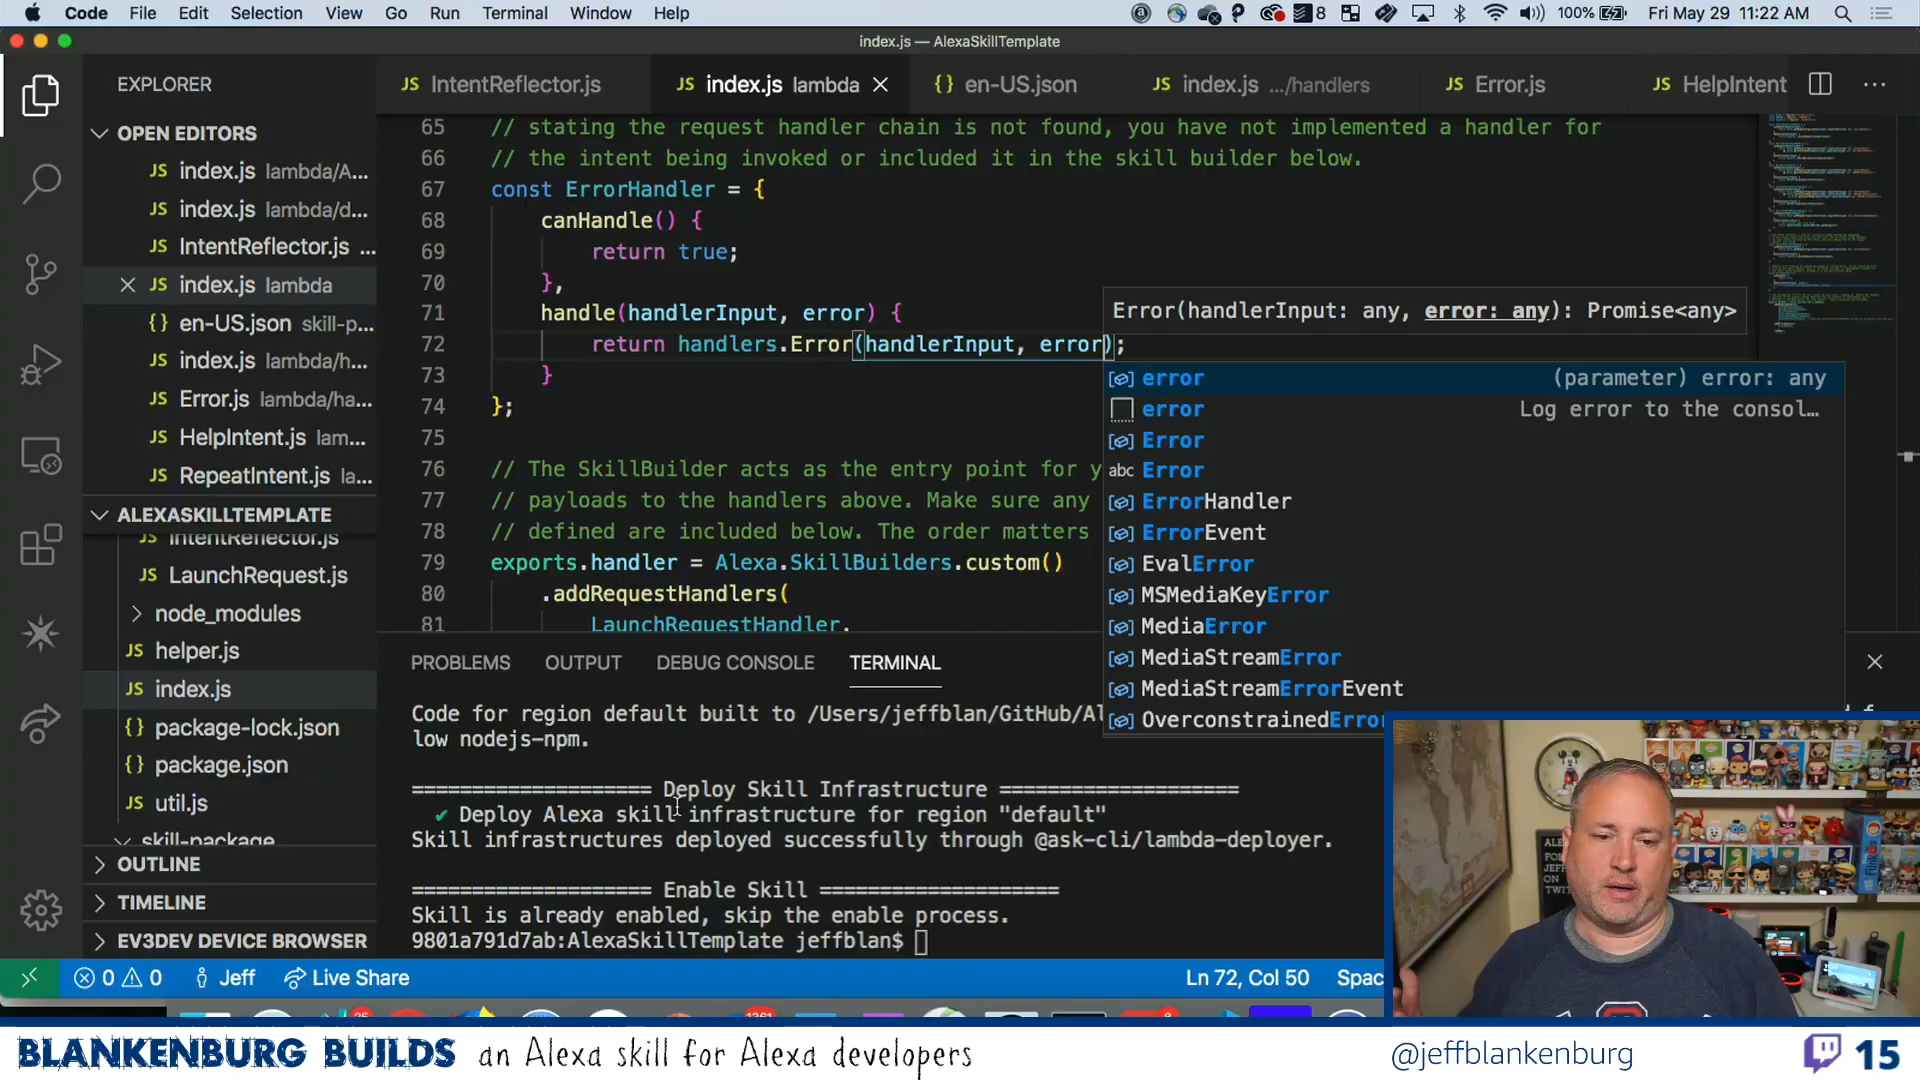 Code File Edit Selection View Go Run Terminal Window Help 8 100% Fri May 29 11:22 AM
index.js — AlexaSkillTemplate
EXPLORER
JS IntentReflector.js JS index.js lambda {} en-US.json JS index.js .../handlers JS Error.js JS HelpIntent
OPEN EDITORS
JS index.js lambda/A...
JS index.js lambda/d...
JS IntentReflector.js ...
JS index.js lambda
{} en-US.json skill-p...
JS index.js lambda/h...
JS Error.js lambda/ha...
JS HelpIntent.js lam...
JS RepeatIntent.js la...
ALEXASKILLTEMPLATE
JS IntentReflector.js
JS LaunchRequest.js
node_modules
JS helper.js
JS index.js
{} package-lock.json
{} package.json
JS util.js
skill-package
OUTLINE
TIMELINE
EV3DEV DEVICE BROWSER
65 // stating the request handler chain is not found, you have not implemented a handler for
66 // the intent being invoked or included it in the skill builder below.
67 const ErrorHandler = {
68 canHandle() {
69 return true;
70 },
71 handle(handlerInput, error) {
72 return handlers.Error(handlerInput, error);
73 }
74 };
75
76 // The SkillBuilder acts as the entry point for y
77 // payloads to the handlers above. Make sure any
78 // defined are included below. The order matters
79 exports.handler = Alexa.SkillBuilders.custom()
80 .addRequestHandlers(
81 LaunchRequestHandler,
Error(handlerInput: any, error: any): Promise<any>
error (parameter) error: any
error Log error to the consol...
Error
abc Error
ErrorHandler
ErrorEvent
EvalError
MSMediaKeyError
MediaError
MediaStreamError
MediaStreamErrorEvent
OverconstrainedError
PROBLEMS OUTPUT DEBUG CONSOLE TERMINAL
Code for region default built to /Users/jeffblan/GitHub/Al
low nodejs-npm.
==================== Deploy Skill Infrastructure ====================
✔ Deploy Alexa skill infrastructure for region "default"
Skill infrastructures deployed successfully through @ask-cli/lambda-deployer.
==================== Enable Skill ====================
Skill is already enabled, skip the enable process.
9801a791d7ab:AlexaSkillTemplate jeffblan$
0 0 Jeff Live Share Ln 72, Col 50 Spac
BLANKENBURG BUILDS an Alexa skill for Alexa developers @jeffblankenburg 15